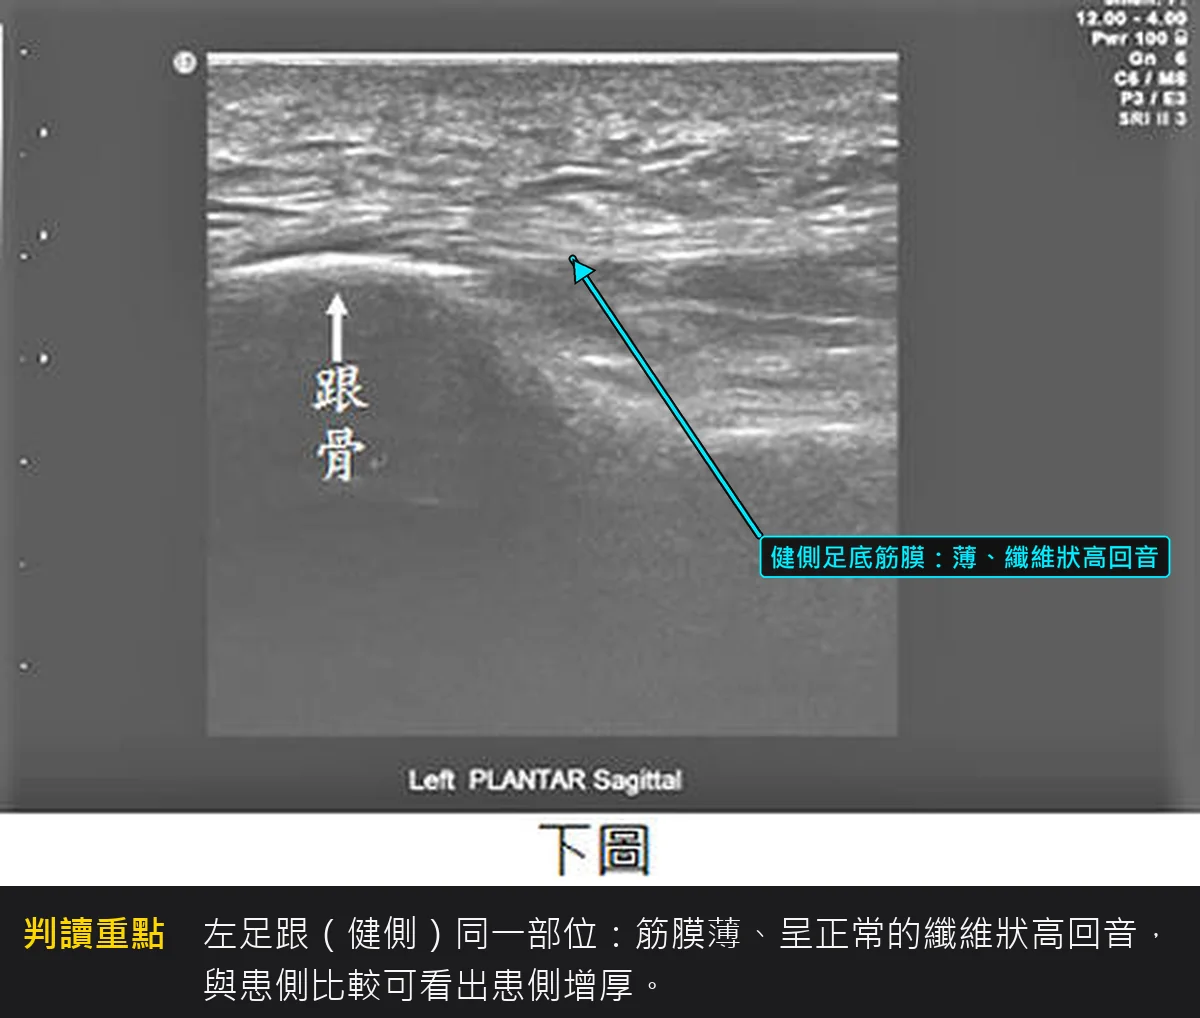 12.00 - 4.00
Pwr 100
Gn 6
C6 / M6
P3 / E3
SRI II 3
跟
骨
健側足底筋膜：薄、纖維狀高回音
Left PLANTAR Sagittal
下圖
判讀重點 左足跟（健側）同一部位：筋膜薄、呈正常的纖維狀高回音，
與患側比較可看出患側增厚。